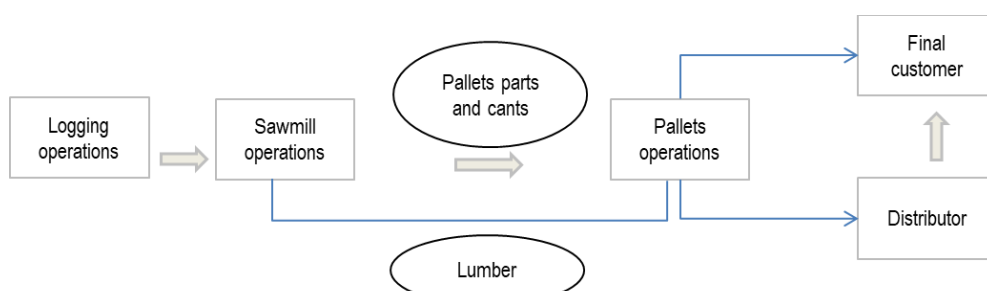 Logging
operations
Sawmill
operations
Pallets parts
and cants
Pallets
operations
Final
customer
Distributor
Lumber